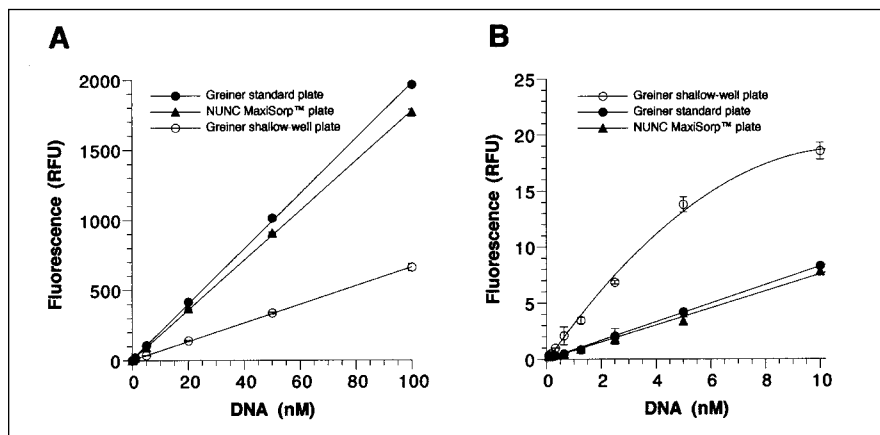 A
Greiner standard plate
NUNC MaxiSorp™ plate
Greiner shallow-well plate
Fluorescence (RFU)
2000
1500
1000
500
0
0 20 40 60 80 100
DNA (nM)
B
Greiner shallow-well plate
Greiner standard plate
NUNC MaxiSorp™ plate
Fluorescence (RFU)
25
20
15
10
5
0
0 2 4 6 8 10
DNA (nM)